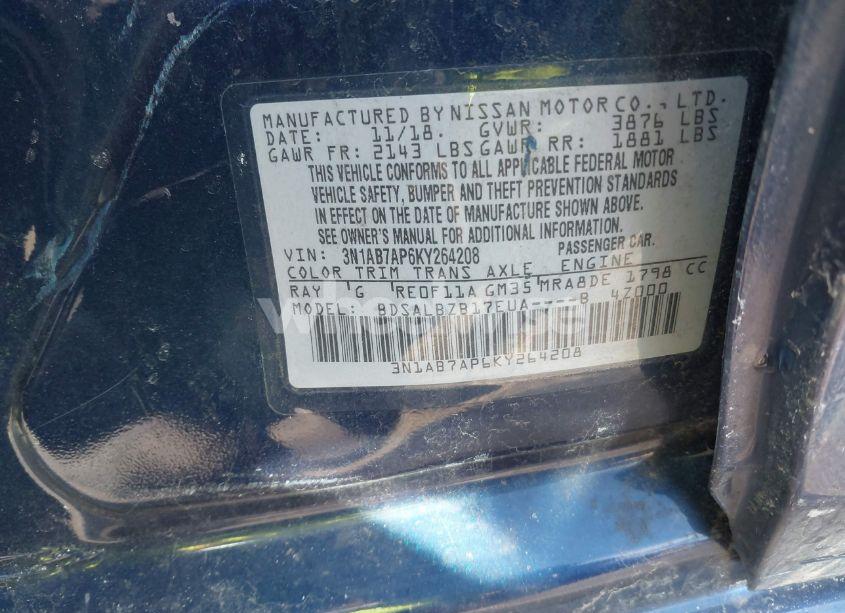 MANUFACTURED BY NISSAN MOTOR CO., LTD.
DATE: 11/18. GVWR: 3876 LBS
GAWR FR: 2143 LBS GAWR RR: 1881 LBS
THIS VEHICLE CONFORMS TO ALL APPLICABLE FEDERAL MOTOR
VEHICLE SAFETY, BUMPER AND THEFT PREVENTION STANDARDS
IN EFFECT ON THE DATE OF MANUFACTURE SHOWN ABOVE.
SEE OWNER'S MANUAL FOR ADDITIONAL INFORMATION.
VIN: 3N1AB7AP6KY264208 PASSENGER CAR.
COLOR TRIM TRANS AXLE ENGINE
RAY 'G 'RE0F11A GM35 MRA8DE 1798 CC
MODEL: BDSALBZB17EUA----B 4Z000
3N1AB7AP6KY264208